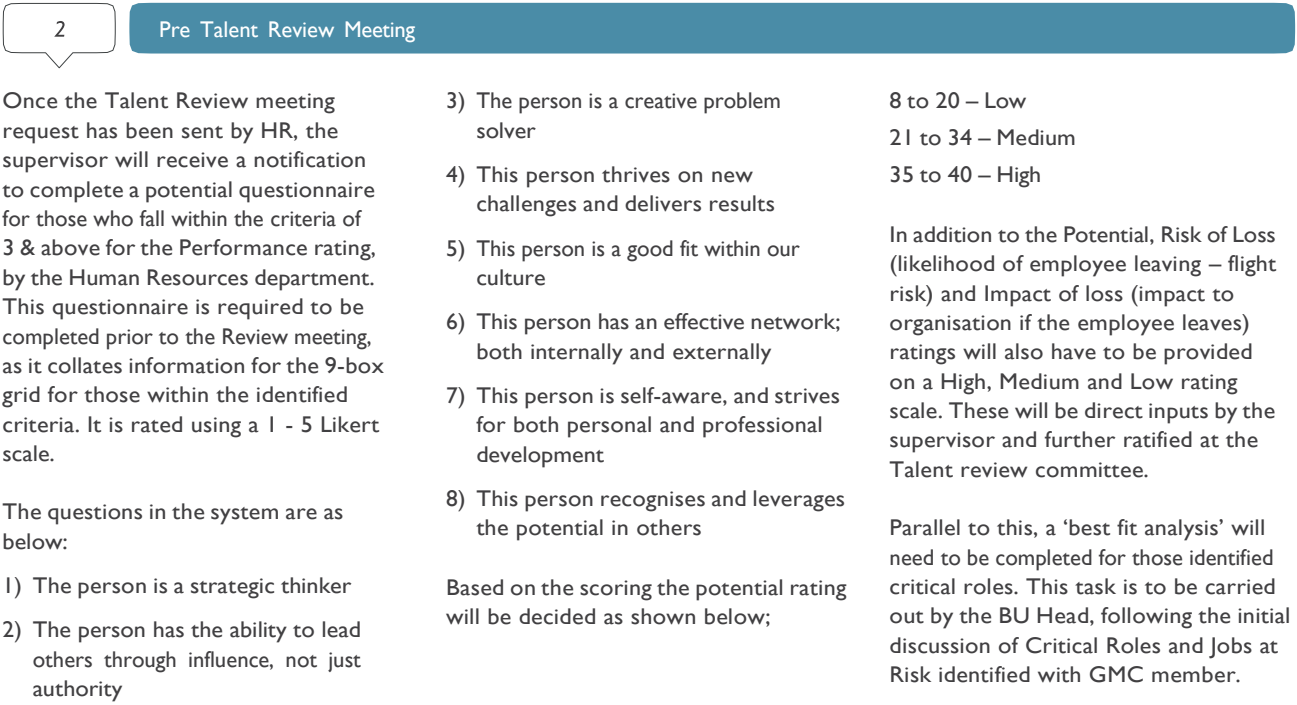 2
Pre Talent Review Meeting
Once the Talent Review meeting
request has been sent by HR, the
supervisor will receive a notification
to complete a potential questionnaire
for those who fall within the criteria of
3 & above for the Performance rating,
by the Human Resources department.
This questionnaire is required to be
completed prior to the Review meeting,
as it collates information for the 9-box
grid for those within the identified
criteria. It is rated using a 1 - 5 Likert
scale.
The questions in the system are as
below:
1) The person is a strategic thinker
2) The person has the ability to lead
others through influence, not just
authority
3) The person is a creative problem
solver
4) This person thrives on new
challenges and delivers results
5) This person is a good fit within our
culture
6) This person has an effective network;
both internally and externally
7) This person is self-aware, and strives
for both personal and professional
development
8) This person recognises and leverages
the potential in others
Based on the scoring the potential rating
will be decided as shown below;
8 to 20 – Low
21 to 34 – Medium
35 to 40 – High
In addition to the Potential, Risk of Loss
(likelihood of employee leaving – flight
risk) and Impact of loss (impact to
organisation if the employee leaves)
ratings will also have to be provided
on a High, Medium and Low rating
scale. These will be direct inputs by the
supervisor and further ratified at the
Talent review committee.
Parallel to this, a ‘best fit analysis’ will
need to be completed for those identified
critical roles. This task is to be carried
out by the BU Head, following the initial
discussion of Critical Roles and Jobs at
Risk identified with GMC member.